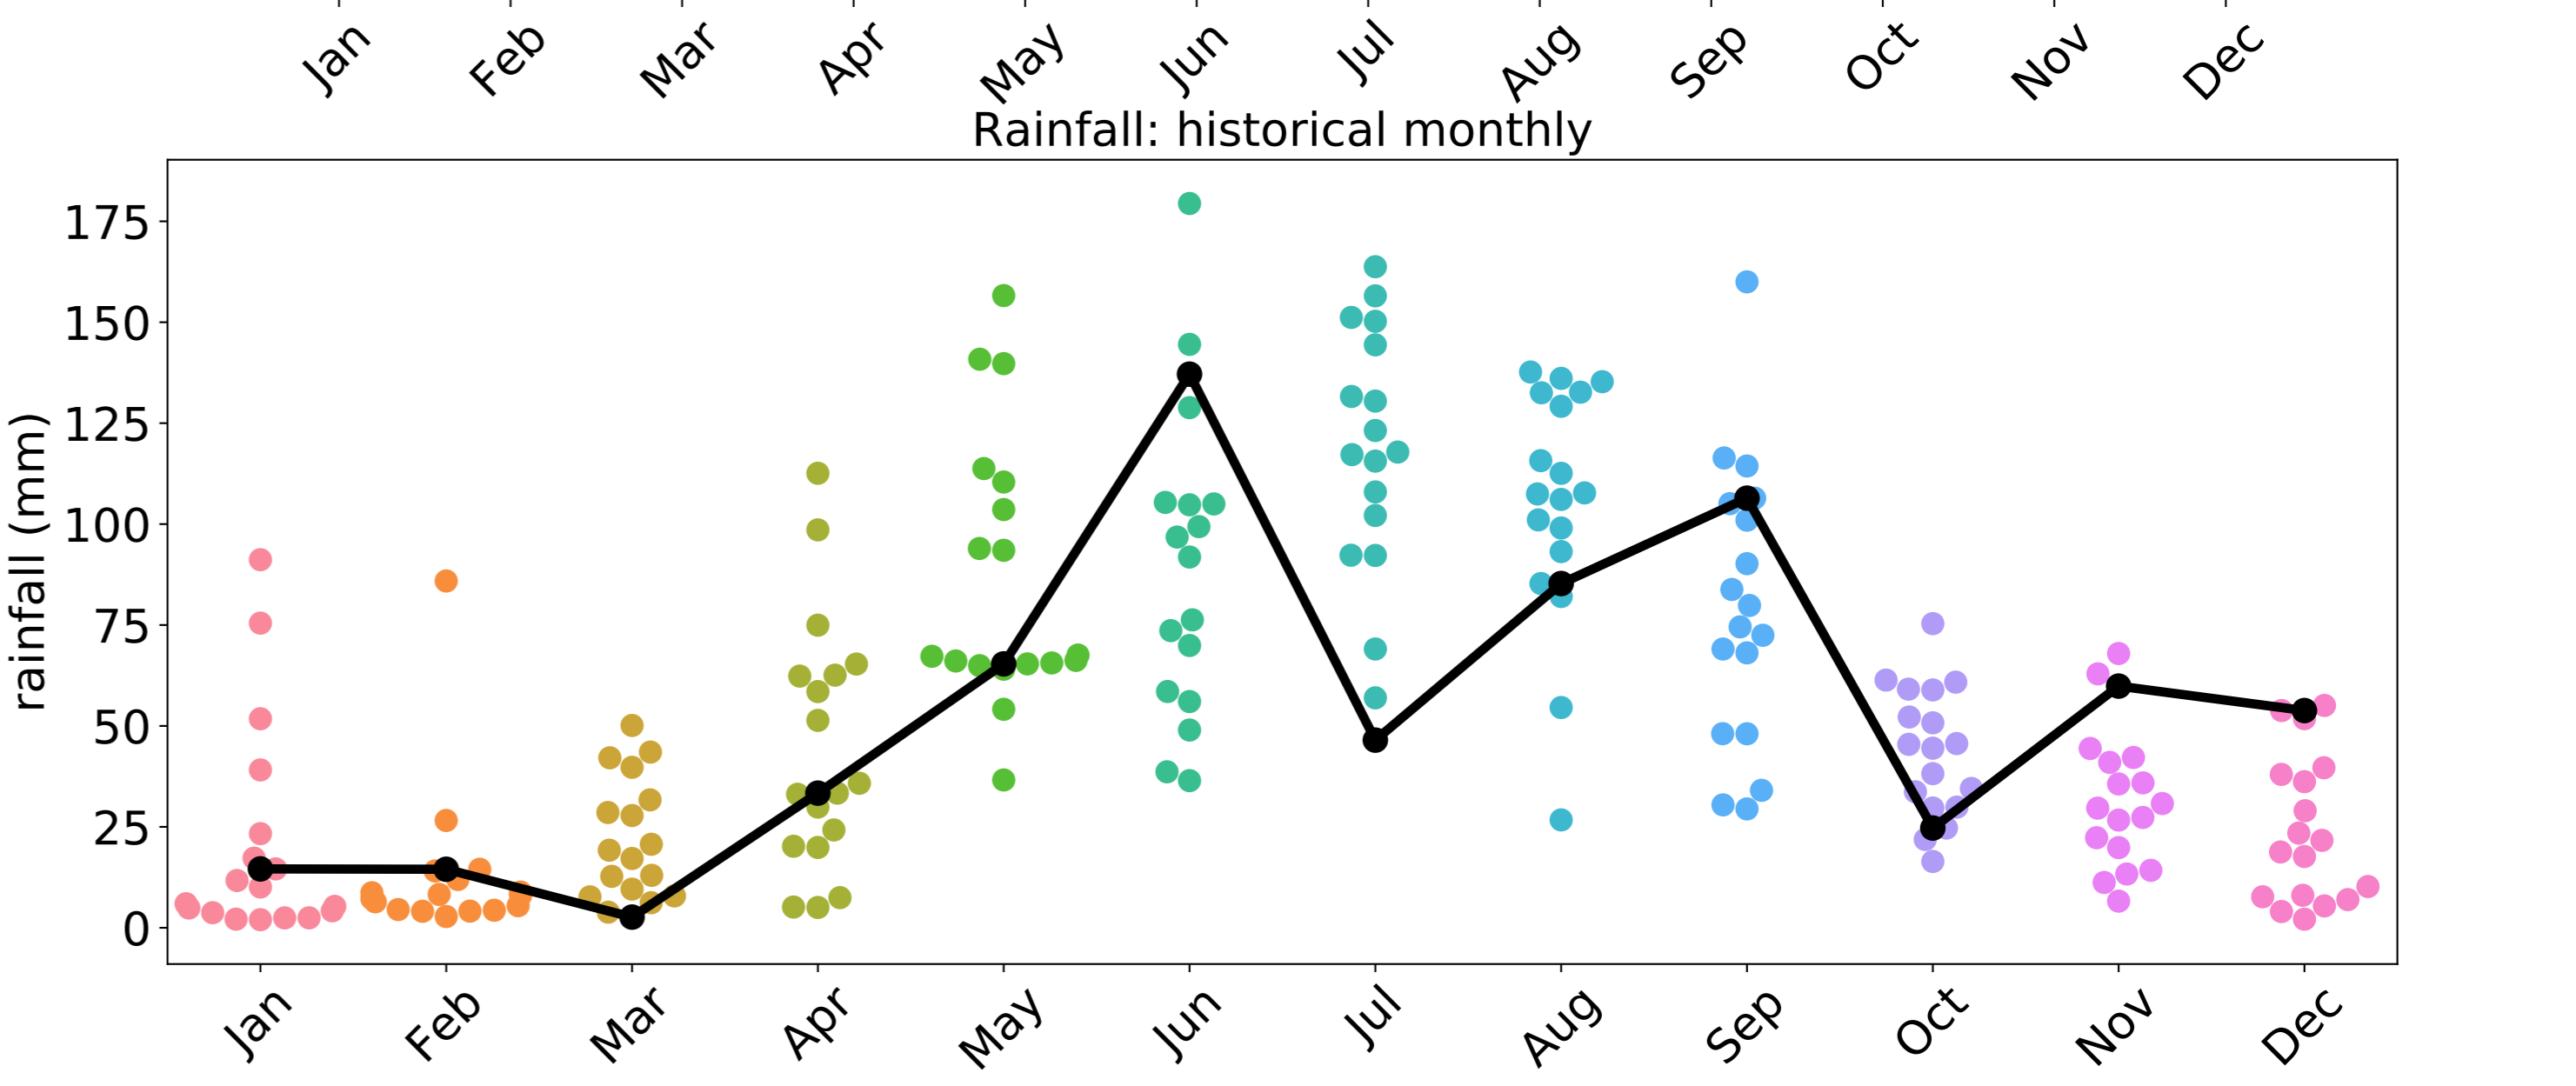 Jan Feb Mar Apr May Jun Jul Aug Sep Oct Nov Dec
Rainfall: historical monthly
rainfall (mm)
175
150
125
100
75
50
25
0
Jan Feb Mar Apr May Jun Jul Aug Sep Oct Nov Dec